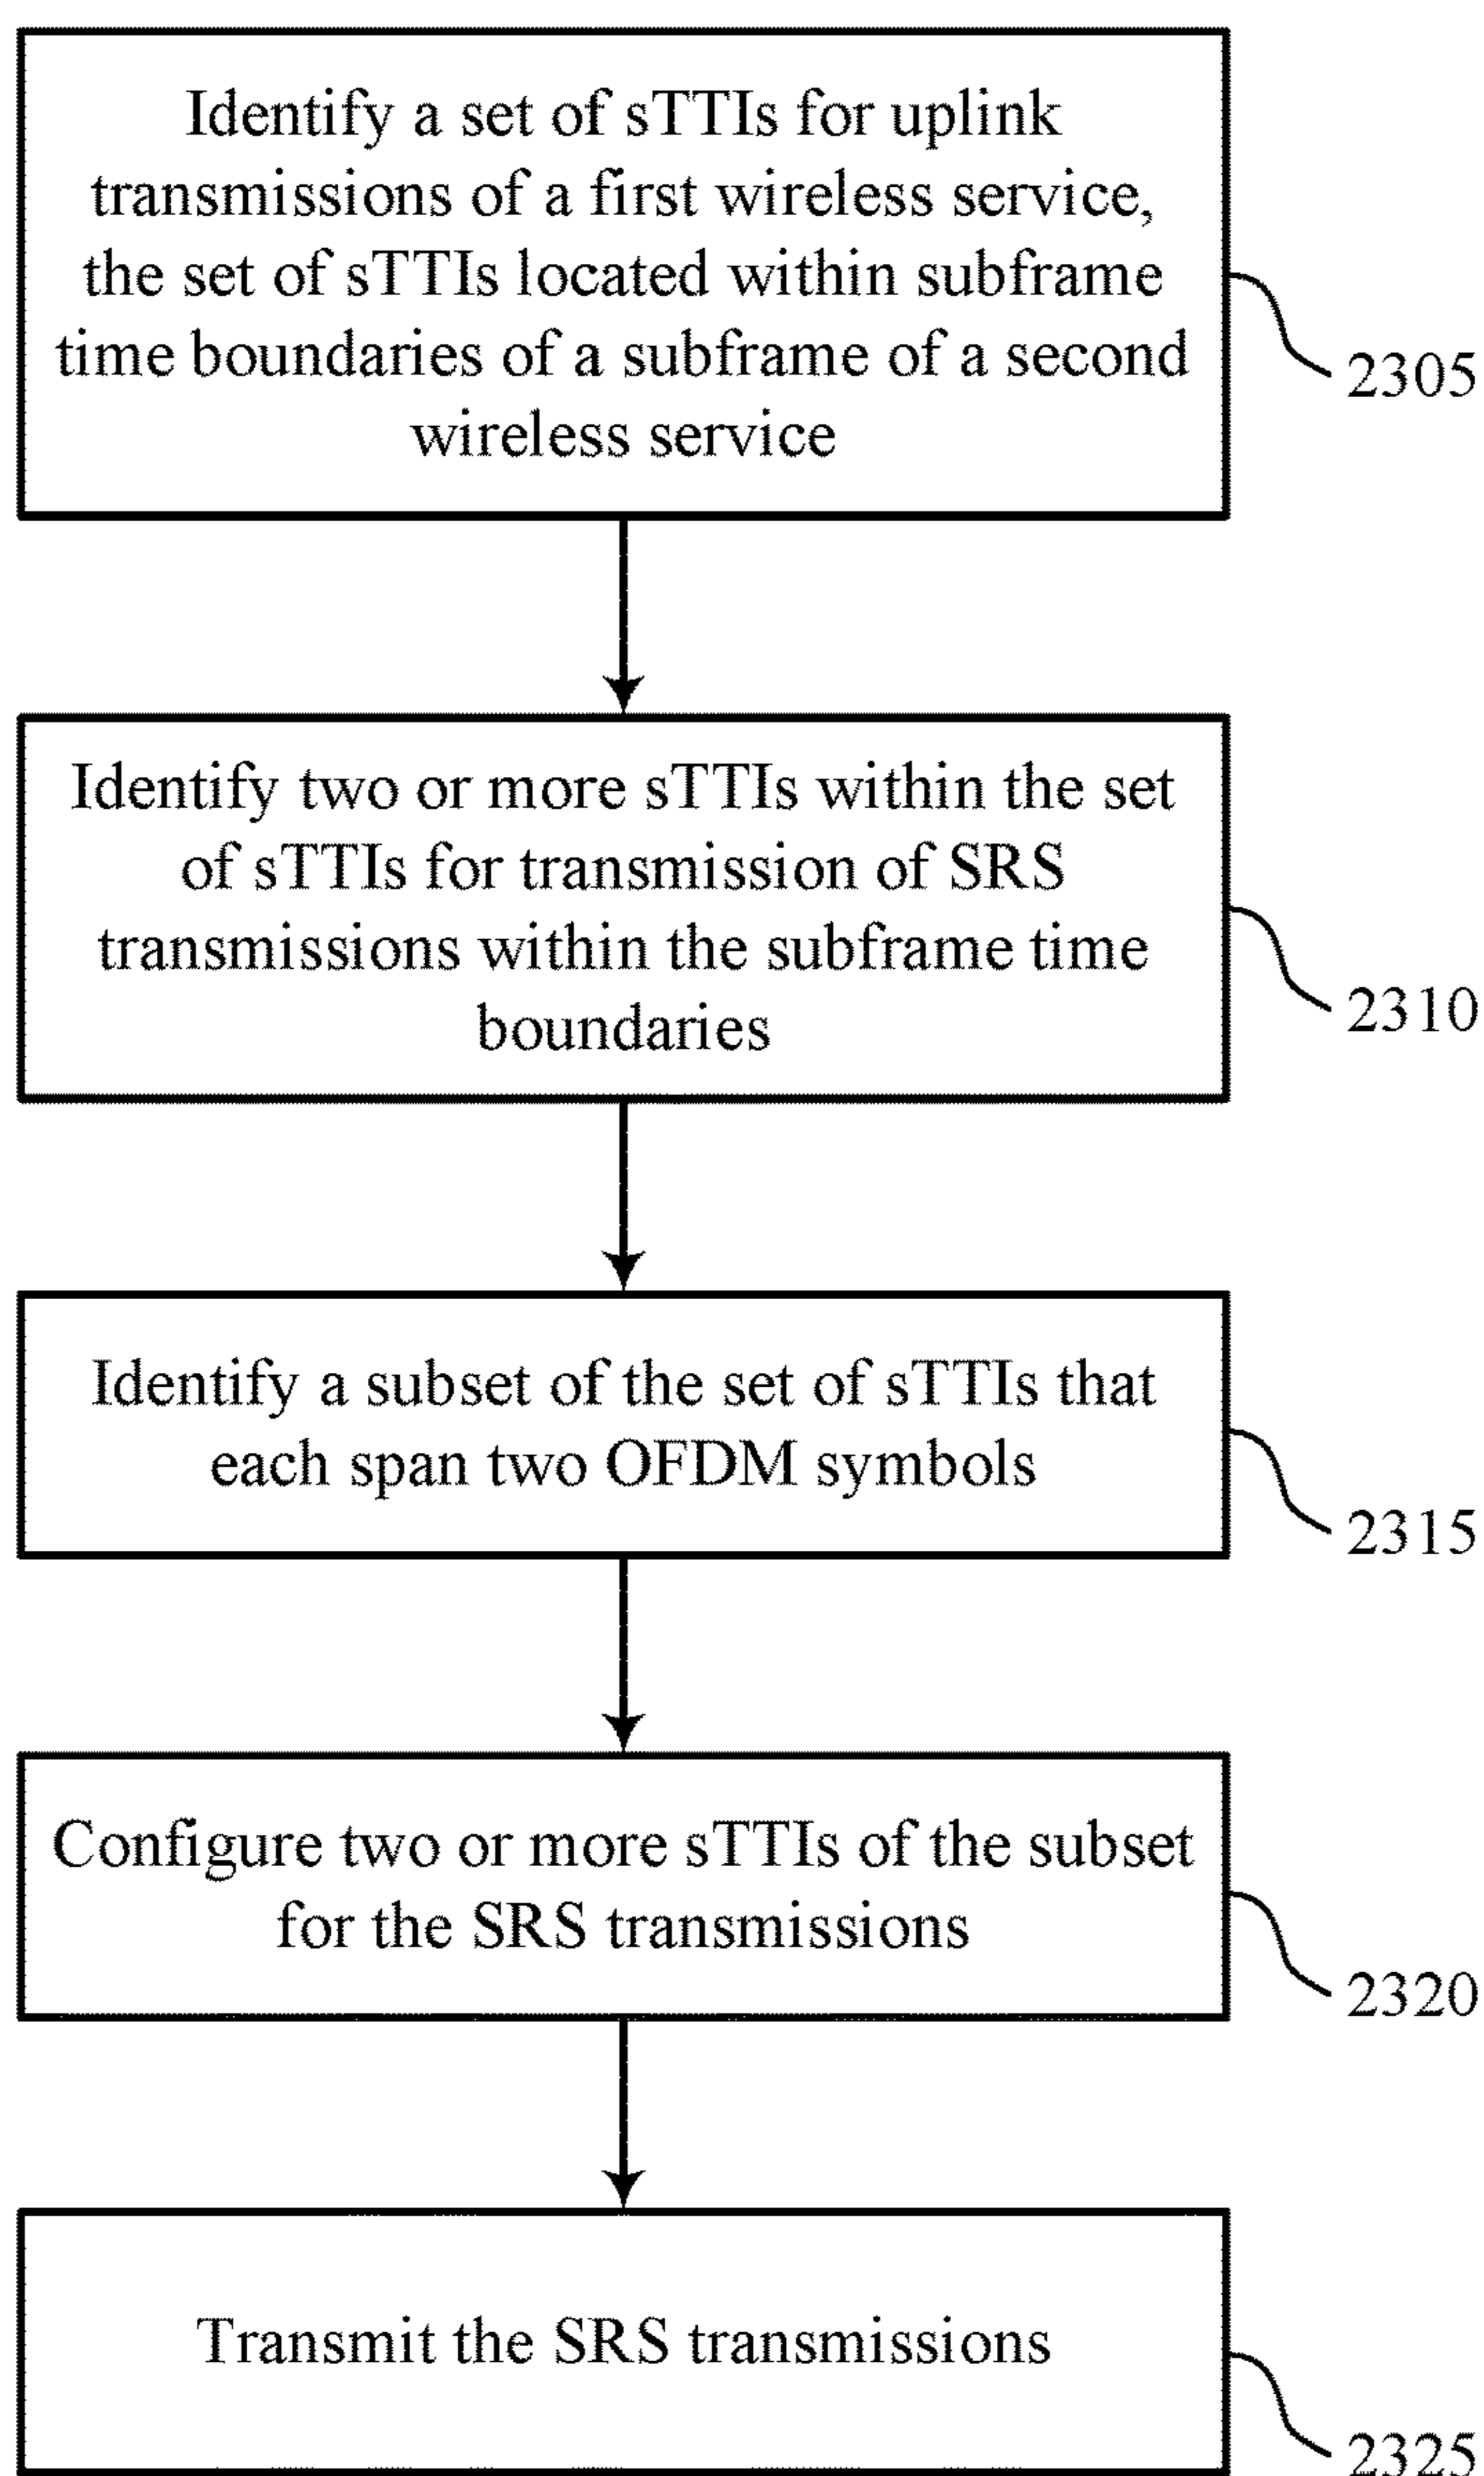 Identify a set of sTTIs for uplink
transmissions of a first wireless service,
the set of sTTIs located within subframe
time boundaries of a subframe of a second
wireless service
2305
Identify two or more sTTIs within the set
of sTTIs for transmission of SRS
transmissions within the subframe time
boundaries
2310
Identify a subset of the set of sTTIs that
each span two OFDM symbols
2315
Configure two or more sTTIs of the subset
for the SRS transmissions
2320
Transmit the SRS transmissions
2325